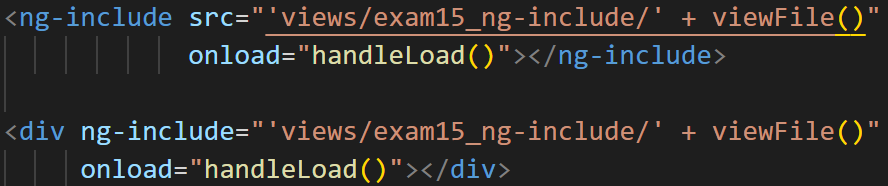 <ng-include src="'views/exam15_ng-include/' + viewFile()"
onload="handleLoad()"></ng-include>
<div ng-include="'views/exam15_ng-include/' + viewFile()"
onload="handleLoad()"></div>